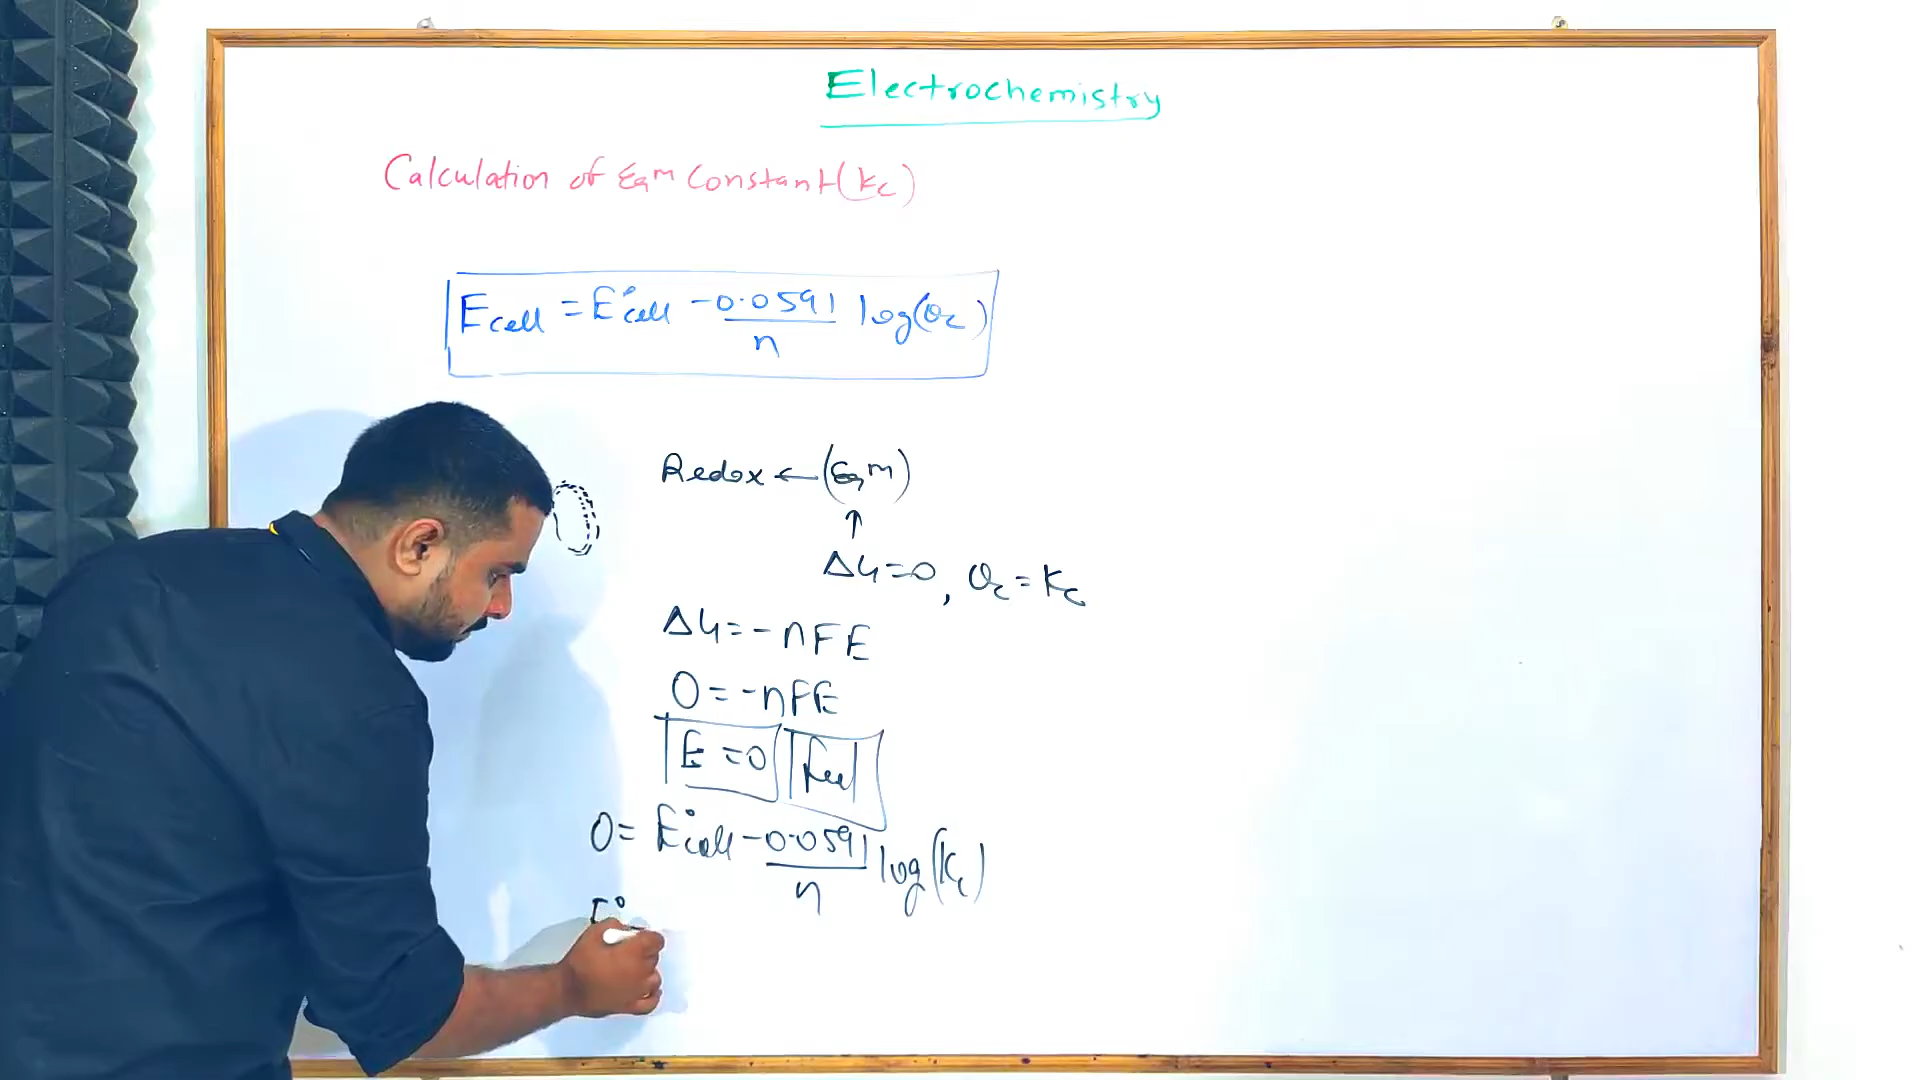 Electrochemistry
Calculation of Eqm Constant (Kc)
Ecell = E°cell - 0.0591/n log(Qc)
Redox ← (Eqm)
↑
ΔG=0, Qc = Kc
ΔG = - nFE
0 = -nFE
E = 0
0 = E°cell - 0.0591/n log(Kc)
E°